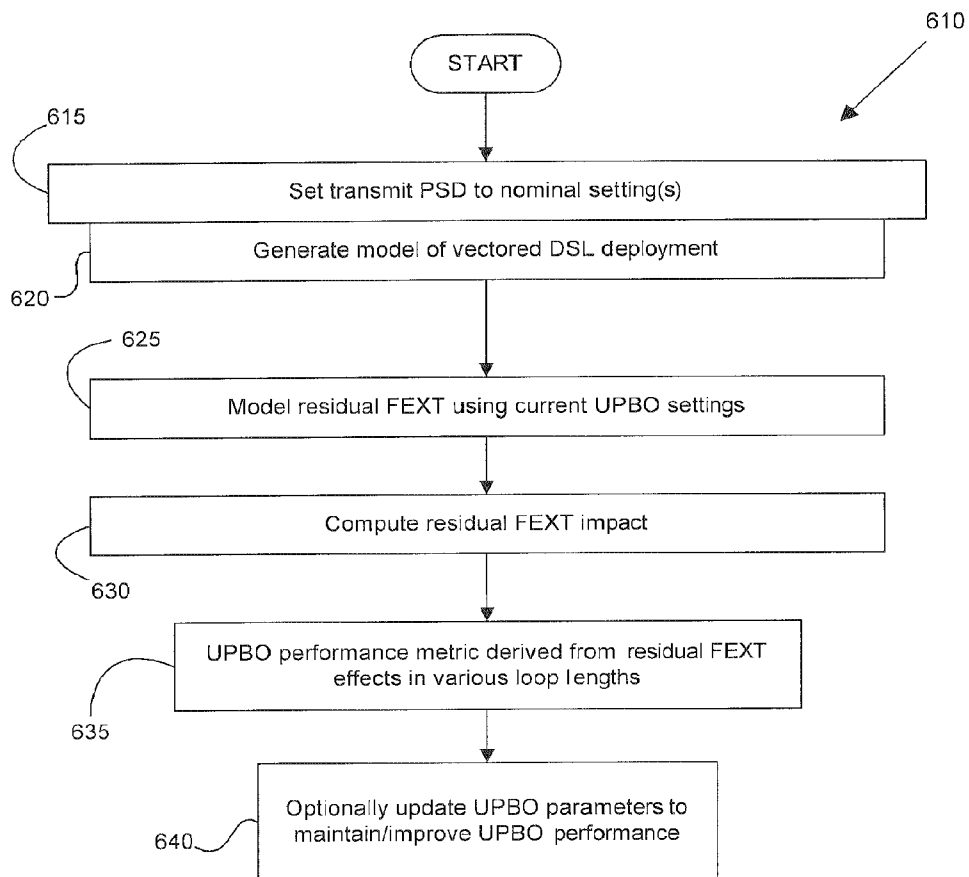 610
START
615
Set transmit PSD to nominal setting(s)
Generate model of vectored DSL deployment
620
625
Model residual FEXT using current UPBO settings
Compute residual FEXT impact
630
UPBO performance metric derived from residual FEXT
effects in various loop lengths
635
Optionally update UPBO parameters to
maintain/improve UPBO performance
640